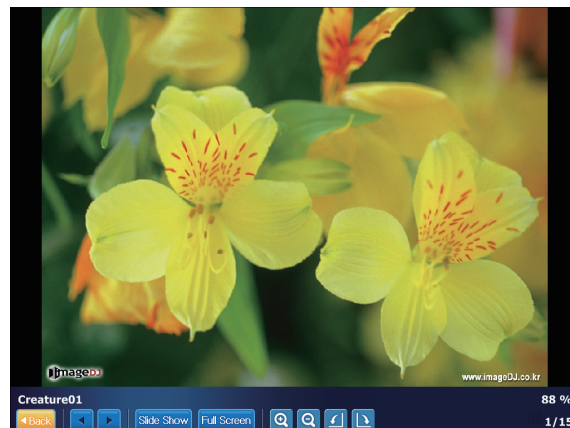 imageDJ
www.imageDJ.co.kr
Creature01
88 %
Back
Slide Show
Full Screen
1/15